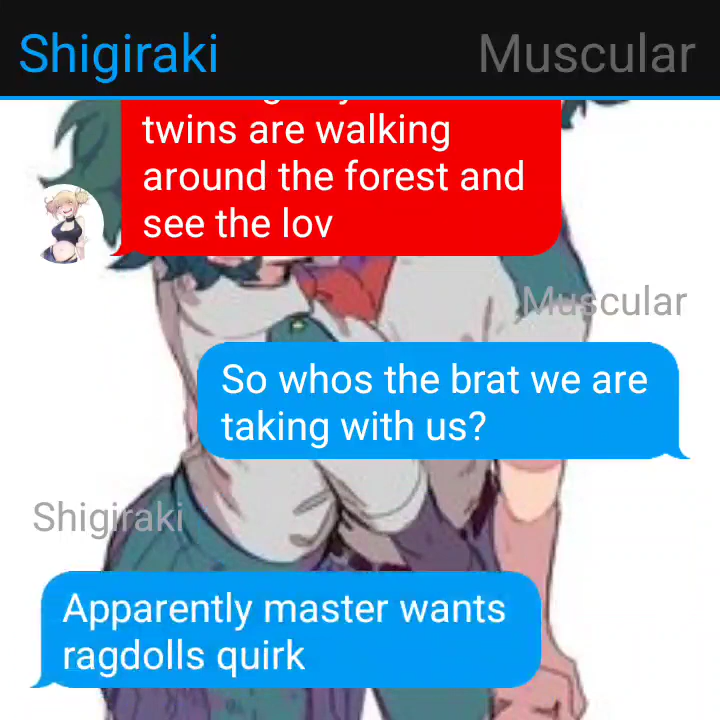 Shigiraki
Muscular
twins are walking
around the forest and
see the lov
Muscular
So whos the brat we are
taking with us?
Shigiraki
Apparently master wants
ragdolls quirk